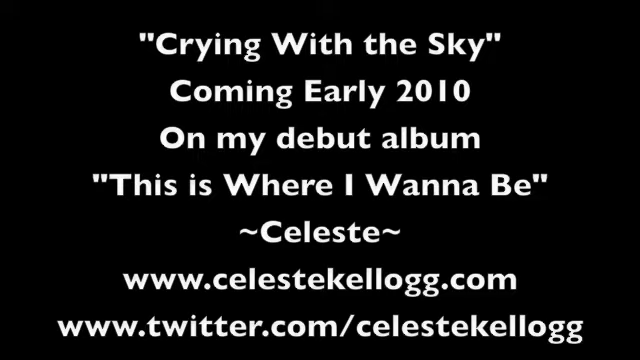 "Crying With the Sky"
Coming Early 2010
On my debut album
"This is Where I Wanna Be"
~Celeste~
www.celestekellogg.com
www.twitter.com/celestekellogg